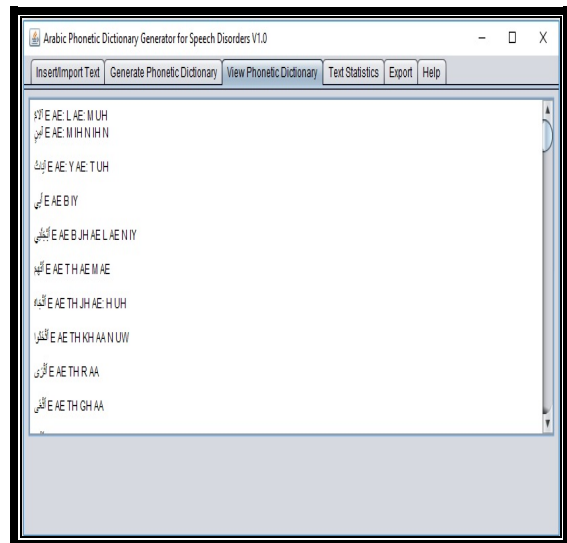 Arabic Phonetic Dictionary Generator for Speech Disorders V1.0
Insert/Import Text Generate Phonetic Dictionary View Phonetic Dictionary Text Statistics Export Help
E AE: L AE: M UH
E AE: M IH N IH N
E AE: Y AE: T UH
أبي E AE B IY
E AE B JH AE L AE N IY
E AE T H AE M AE
E AE TH JH AE: H UH
E AE TH KH AA N UW
E AE TH R AA
E AE TH GH AA